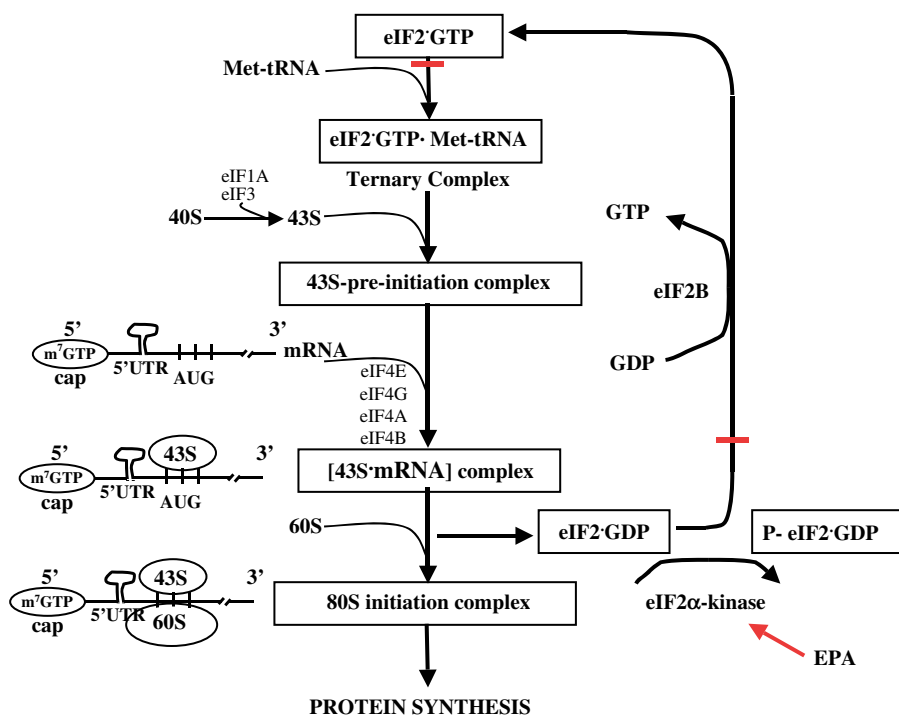 eIF2·GTP
Met-tRNA
eIF2·GTP· Met-tRNA
Ternary Complex
eIF1A
eIF3
40S
43S
GTP
43S-pre-initiation complex
eIF2B
5’
3’
m⁷GTP
cap
5’UTR
AUG
mRNA
GDP
eIF4E
eIF4G
eIF4A
eIF4B
5’
43S
3’
m⁷GTP
5’UTR
AUG
[43S·mRNA] complex
60S
eIF2·GDP
P- eIF2·GDP
5’
43S
3’
m⁷GTP
cap
5’UTR
60S
80S initiation complex
eIF2α-kinase
EPA
PROTEIN SYNTHESIS